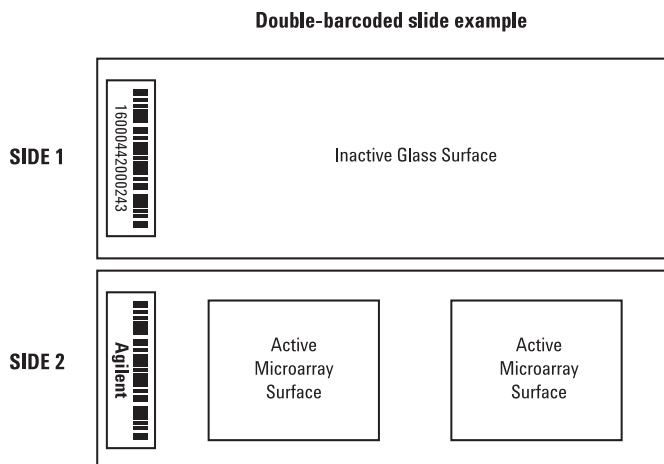 Double-barcoded slide example
SIDE 1
16000442000243
Inactive Glass Surface
SIDE 2
Agilent
Active
Microarray
Surface
Active
Microarray
Surface